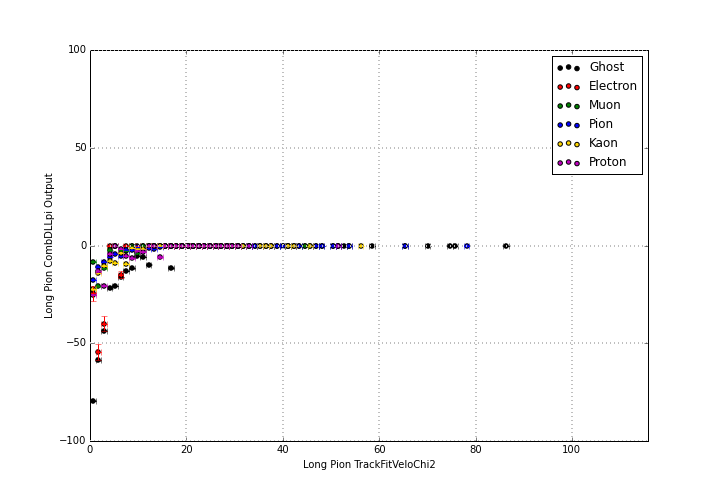 100
50
0
−50
−100
Long Pion CombDLLpi Output
Ghost
Electron
Muon
Pion
Kaon
Proton
0
20
40
60
80
100
Long Pion TrackFitVeloChi2